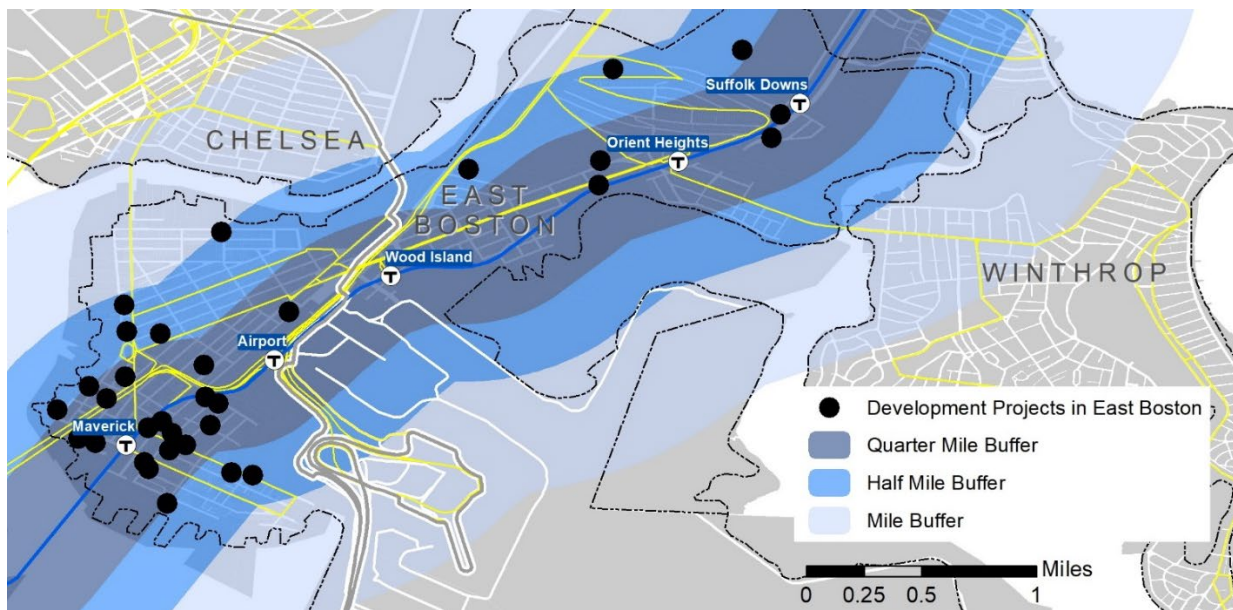 Suffolk Downs
T
Orient Heights
T
CHELSEA
EAST
BOSTON
Wood Island
T
WINTHROP
Airport
T
Maverick
T
Development Projects in East Boston
Quarter Mile Buffer
Half Mile Buffer
Mile Buffer
Miles
0 0.25 0.5 1